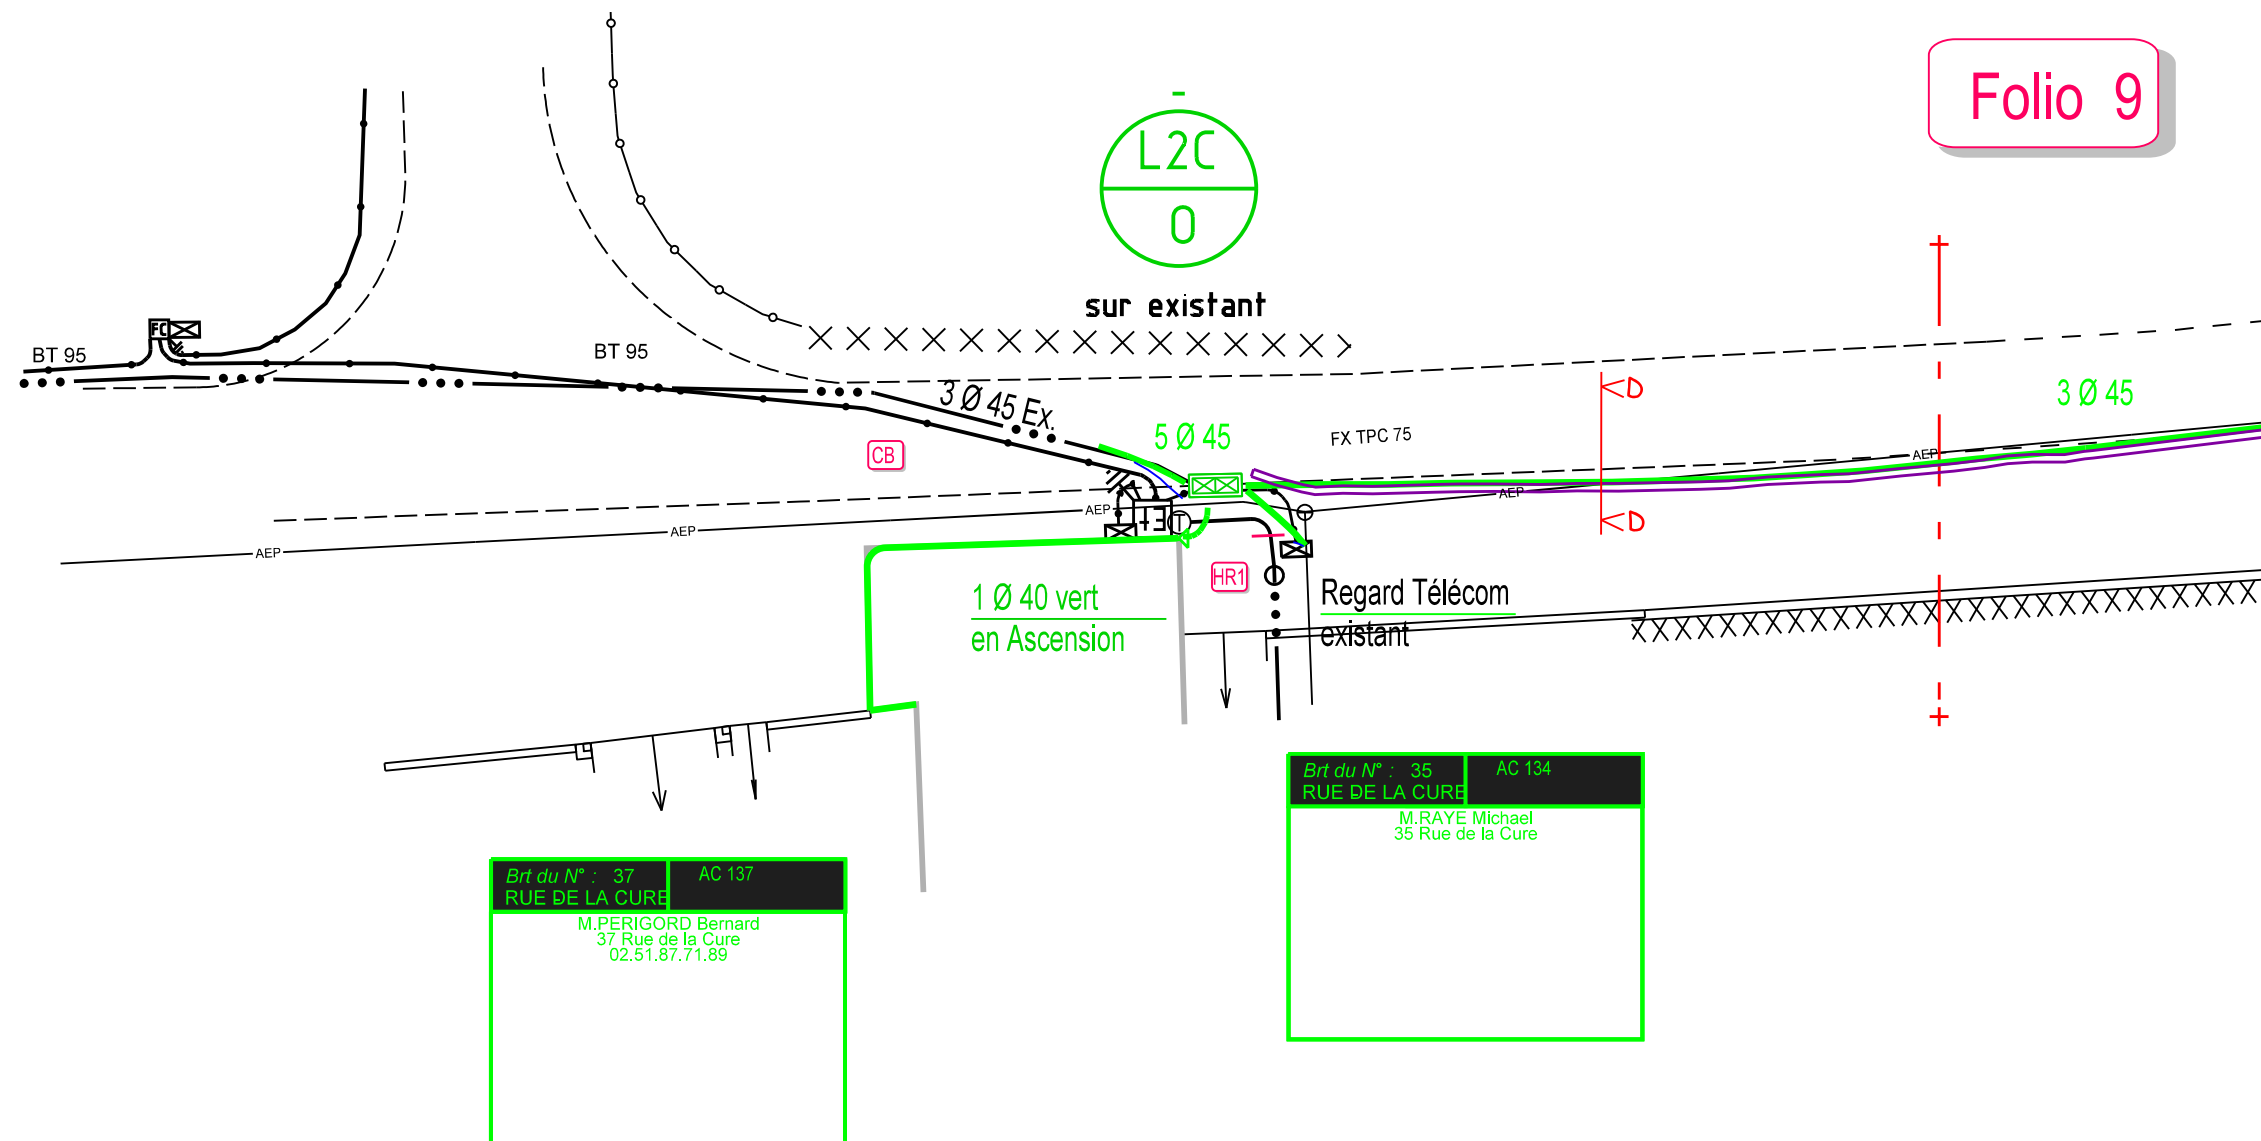 Folio 9
-
L2C
0
sur existant
FC
BT 95
BT 95
3 Ø 45 Ex.
D
3 Ø 45
5 Ø 45
FX TPC 75
CB
AEP
AEP
AEP
AEP
AEP
D
T
HR1
1 Ø 40 vert
en Ascension
Regard Télécom
existant
Brt du N° : 35
RUE DE LA CURE
AC 134
M.RAYE Michael
35 Rue de la Cure
Brt du N° : 37
RUE DE LA CURE
AC 137
M.PERIGORD Bernard
37 Rue de la Cure
02.51.87.71.89